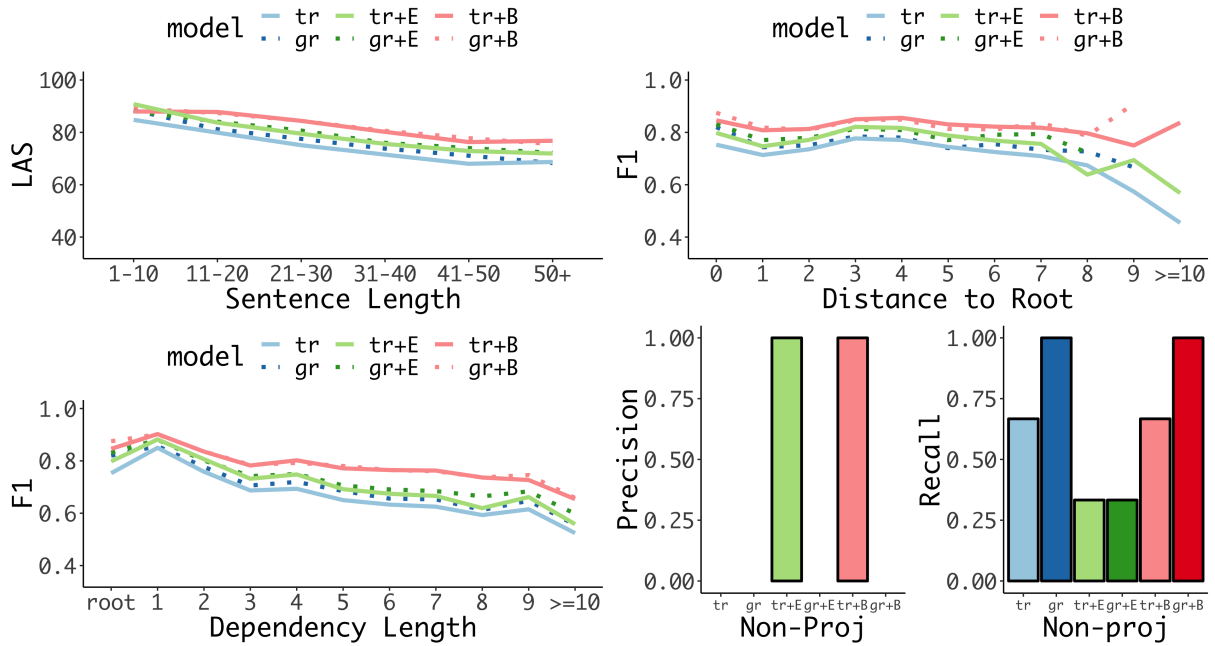 model tr tr+E tr+B
gr gr+E gr+B
LAS
100
80
60
40
1-10 11-20 21-30 31-40 41-50 50+
Sentence Length
model tr tr+E tr+B
gr gr+E gr+B
F1
1.0
0.8
0.6
0.4
0 1 2 3 4 5 6 7 8 9 >=10
Distance to Root
model tr tr+E tr+B
gr gr+E gr+B
F1
1.0
0.8
0.6
0.4
root 1 2 3 4 5 6 7 8 9 >=10
Dependency Length
Precision
1.00
0.75
0.50
0.25
0.00
tr gr tr+E gr+E tr+B gr+B
Non-Proj
Recall
1.00
0.75
0.50
0.25
0.00
tr gr tr+E gr+E tr+B gr+B
Non-proj